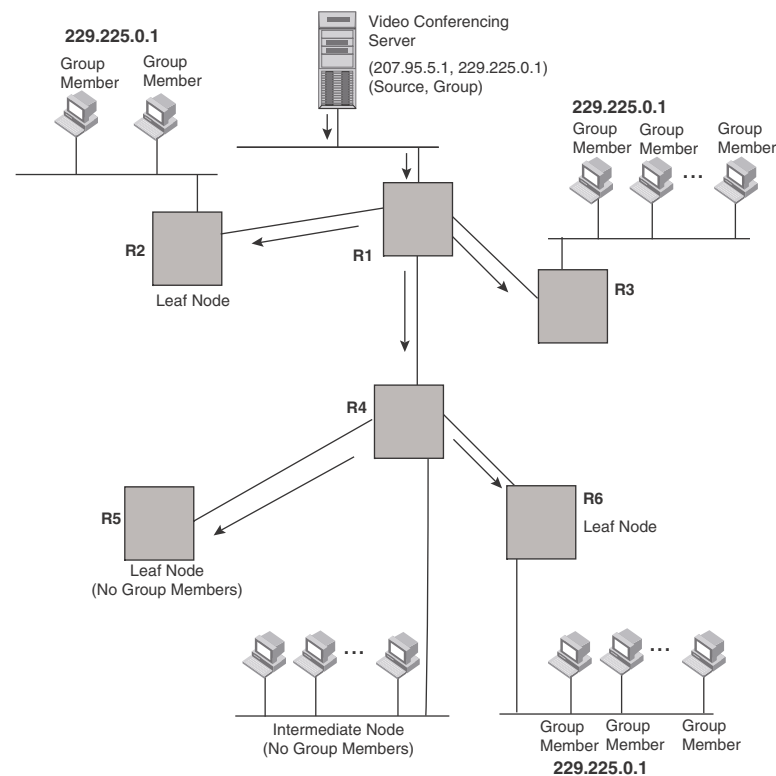 229.225.0.1
Group
Member
Group
Member
Video Conferencing
Server
(207.95.5.1, 229.225.0.1)
(Source, Group)
229.225.0.1
Group
Member
Group
Member
...
Group
Member
R2
Leaf Node
R1
R3
R4
R5
Leaf Node
(No Group Members)
R6
Leaf Node
...
Intermediate Node
(No Group Members)
...
Group
Member
Group
Member
Group
Member
229.225.0.1